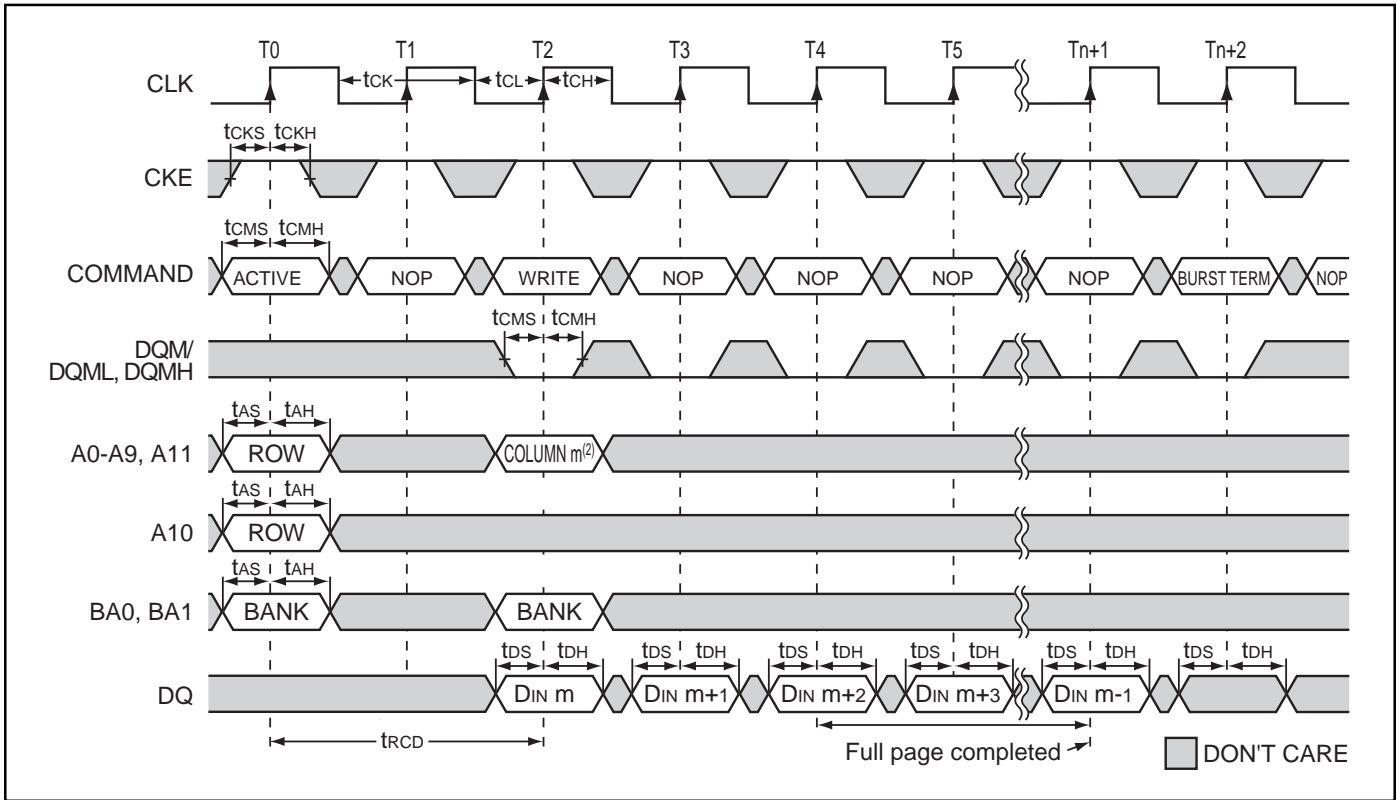 T0 T1 T2 T3 T4 T5 Tn+1 Tn+2
CLK
tCK tCL tCH
tCKS tCKH
CKE
tCMS tCMH
COMMAND ACTIVE NOP WRITE NOP NOP NOP NOP BURST TERM NOP
tCMS tCMH
DQM/
DQML, DQMH
tAS tAH
A0-A9, A11 ROW COLUMN m(2)
tAS tAH
A10 ROW
tAS tAH
BA0, BA1 BANK BANK
tDS tDH tDS tDH tDS tDH tDS tDH tDS tDH tDS tDH
DQ DIN m DIN m+1 DIN m+2 DIN m+3 DIN m-1
tRCD
Full page completed
DON'T CARE